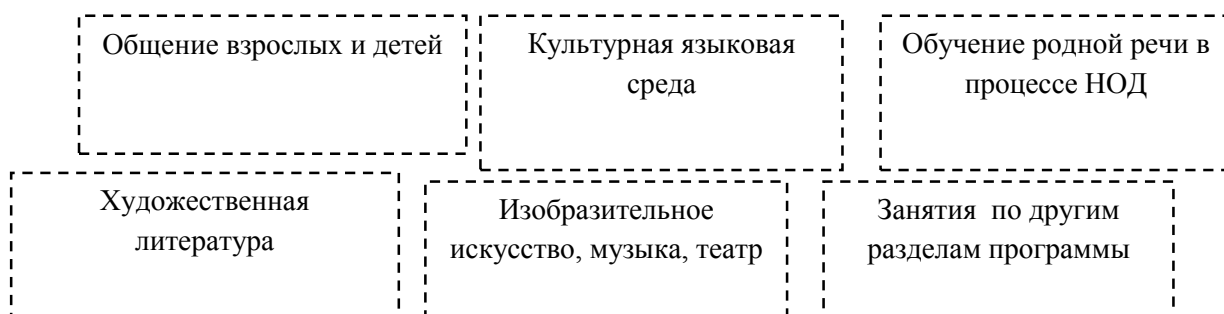 Общение взрослых и детей
Культурная языковая
среда
Обучение родной речи в
процессе НОД
Художественная
литература
Изобразительное
искусство, музыка, театр
Занятия по другим
разделам программы